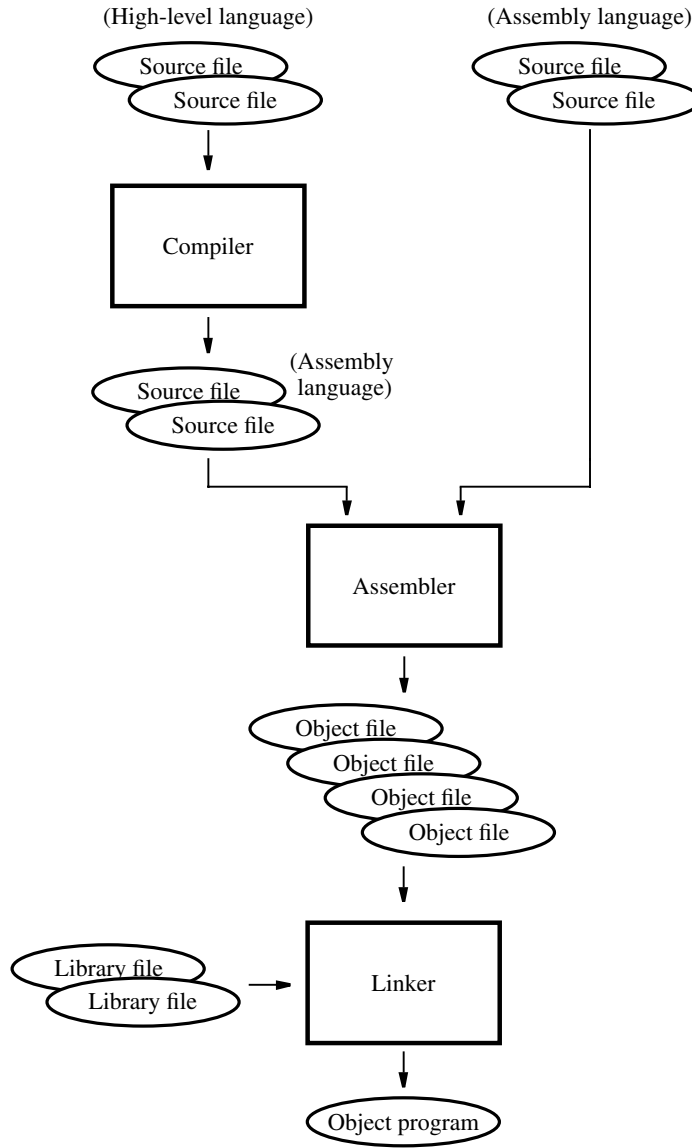 (High-level language)
(Assembly language)
Source file
Source file
Source file
Source file
Compiler
(Assembly
language)
Source file
Source file
Assembler
Object file
Object file
Object file
Object file
Library file
Library file
Linker
Object program